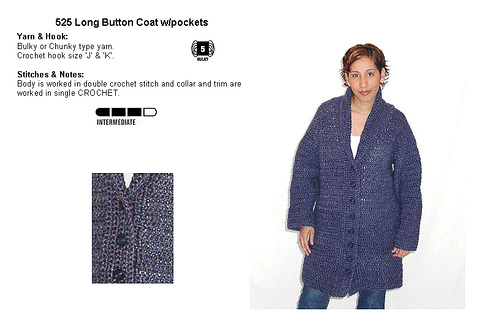 525 Long Button Coat w/pockets
Yarn & Hook:
Bulky or Chunky type yarn.
Crochet hook size 'J' & 'K'.
5
BULKY
Stitches & Notes:
Body is worked in double crochet stitch and collar and trim are
worked in single CROCHET.
INTERMEDIATE